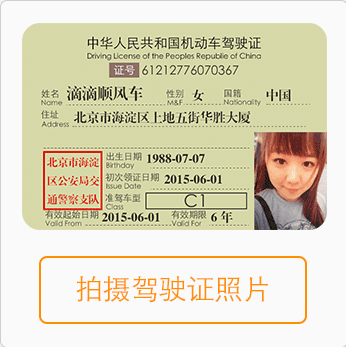 中华人民共和国机动车驾驶证
Driving License of the Peoples Republic of China
证号 61212776070367
姓名 滴滴顺风车 性别 女 国籍 中国
Name M&F Nationality
住址 北京市海淀区上地五街华胜大厦
Address
北京市海淀
区公安局交
通警察支队
出生日期 1988-07-07
Birthday
初次领证日期 2015-06-01
Issue Date
准驾车型 C1
Class
有效起始日期 2015-06-01 有效期限 6 年
Valid From Valid For
拍摄驾驶证照片